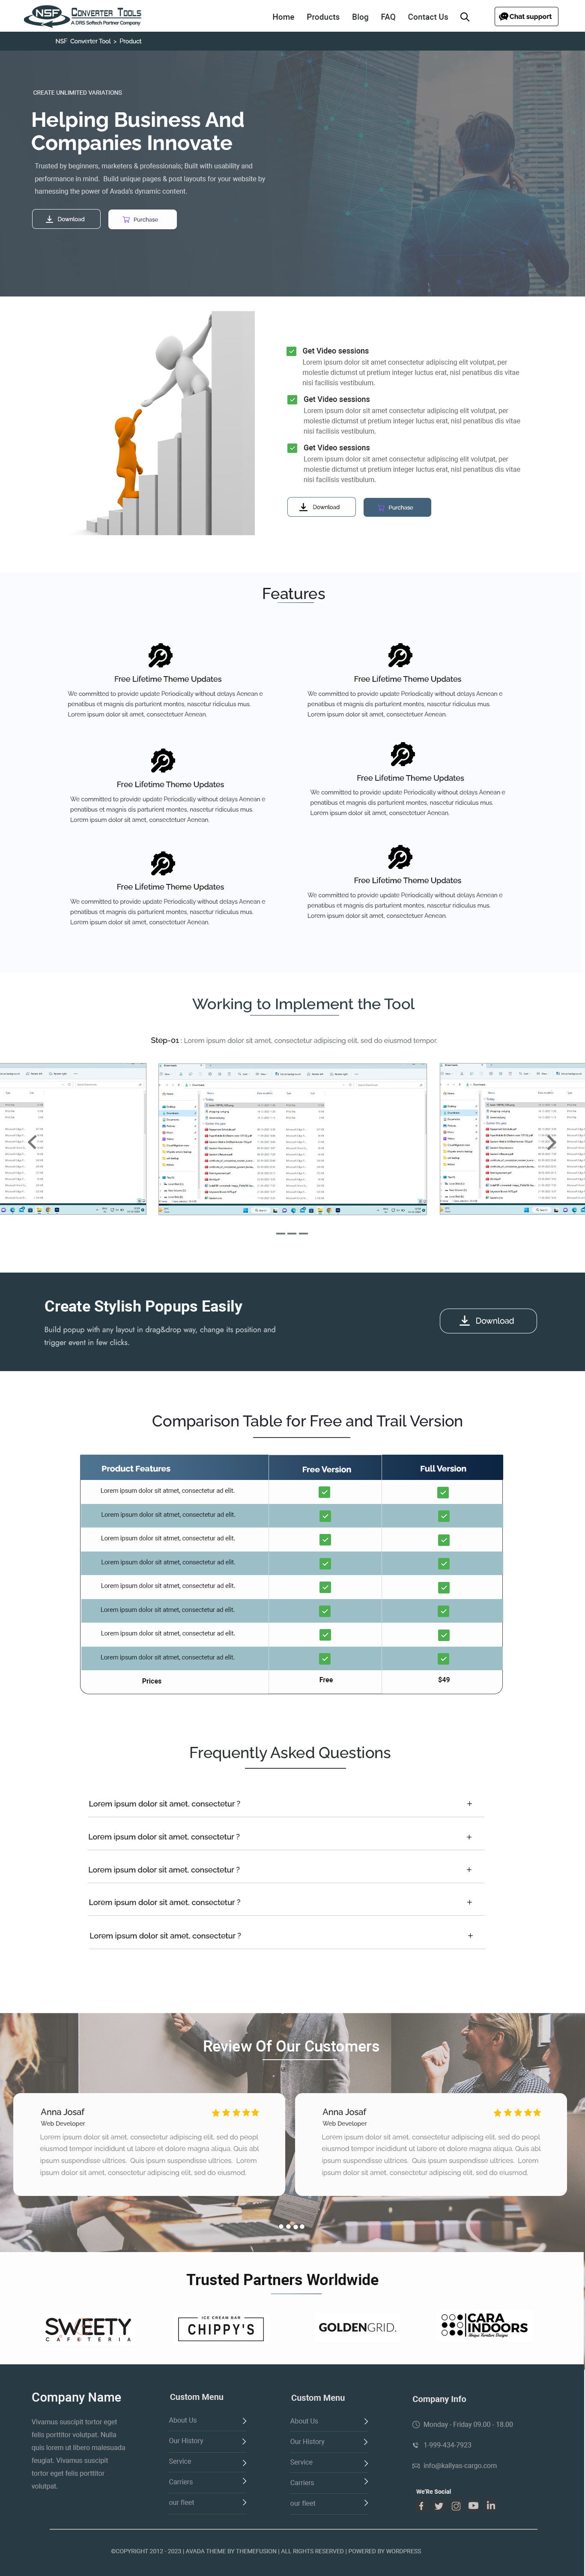 NSF CONVERTER TOOLS
A DRS Softech Partner Company
Home Products Blog FAQ Contact Us Chat support
NSF Converter Tool > Product
CREATE UNLIMITED VARIATIONS
Helping Business And
Companies Innovate
Trusted by beginners, marketers & professionals; Built with usability and
performance in mind. Build unique pages & post layouts for your website by
harnessing the power of Avada's dynamic content.
Download Purchase
Get Video sessions
Lorem ipsum dolor sit amet consectetur adipiscing elit volutpat, per
molestie dictumst ut pretium integer luctus erat, nisl penatibus dis vitae
nisi facilisis vestibulum.
Get Video sessions
Lorem ipsum dolor sit amet consectetur adipiscing elit volutpat, per
molestie dictumst ut pretium integer luctus erat, nisl penatibus dis vitae
nisi facilisis vestibulum.
Get Video sessions
Lorem ipsum dolor sit amet consectetur adipiscing elit volutpat, per
molestie dictumst ut pretium integer luctus erat, nisl penatibus dis vitae
nisi facilisis vestibulum.
Download Purchase
Features
Free Lifetime Theme Updates
We committed to provide update Periodically without delays Aenean e
penatibus et magnis dis parturient montes, nascetur ridiculus mus.
Lorem ipsum dolor sit amet, consectetuer Aenean.
Free Lifetime Theme Updates
We committed to provide update Periodically without delays Aenean e
penatibus et magnis dis parturient montes, nascetur ridiculus mus.
Lorem ipsum dolor sit amet, consectetuer Aenean.
Free Lifetime Theme Updates
We committed to provide update Periodically without delays Aenean e
penatibus et magnis dis parturient montes, nascetur ridiculus mus.
Lorem ipsum dolor sit amet, consectetuer Aenean.
Free Lifetime Theme Updates
We committed to provide update Periodically without delays Aenean e
penatibus et magnis dis parturient montes, nascetur ridiculus mus.
Lorem ipsum dolor sit amet, consectetuer Aenean.
Free Lifetime Theme Updates
We committed to provide update Periodically without delays Aenean e
penatibus et magnis dis parturient montes, nascetur ridiculus mus.
Lorem ipsum dolor sit amet, consectetuer Aenean.
Free Lifetime Theme Updates
We committed to provide update Periodically without delays Aenean e
penatibus et magnis dis parturient montes, nascetur ridiculus mus.
Lorem ipsum dolor sit amet, consectetuer Aenean.
Working to Implement the Tool
Step-01 : Lorem ipsum dolor sit amet, consectetur adipiscing elit, sed do eiusmod tempor.
Create Stylish Popups Easily
Build popup with any layout in drag&drop way, change its position and
trigger event in few clicks.
Download
Comparison Table for Free and Trail Version
Product Features Free Version Full Version
Lorem ipsum dolor sit atmet, consectetur ad elit.
Lorem ipsum dolor sit atmet, consectetur ad elit.
Lorem ipsum dolor sit atmet, consectetur ad elit.
Lorem ipsum dolor sit atmet, consectetur ad elit.
Lorem ipsum dolor sit atmet, consectetur ad elit.
Lorem ipsum dolor sit atmet, consectetur ad elit.
Lorem ipsum dolor sit atmet, consectetur ad elit.
Lorem ipsum dolor sit atmet, consectetur ad elit.
Prices Free $49
Frequently Asked Questions
Lorem ipsum dolor sit amet, consectetur ?
Lorem ipsum dolor sit amet, consectetur ?
Lorem ipsum dolor sit amet, consectetur ?
Lorem ipsum dolor sit amet, consectetur ?
Lorem ipsum dolor sit amet, consectetur ?
Review Of Our Customers
Anna Josaf
Web Developer
Lorem ipsum dolor sit amet, consectetur adipiscing elit, sed do peopl
eiusmod tempor incididunt ut labore et dolore magna aliqua. Quis abl
ipsum suspendisse ultrices. Quis ipsum suspendisse ultrices. Lorem
ipsum dolor sit amet, consectetur adipiscing elit, sed do eiusmod.
Anna Josaf
Web Developer
Lorem ipsum dolor sit amet, consectetur adipiscing elit, sed do peopl
eiusmod tempor incididunt ut labore et dolore magna aliqua. Quis abl
ipsum suspendisse ultrices. Quis ipsum suspendisse ultrices. Lorem
ipsum dolor sit amet, consectetur adipiscing elit, sed do eiusmod.
Trusted Partners Worldwide
SWEETY
CAFETERIA
ICE CREAM BAR
CHIPPY'S
GOLDENGRID.
CARA
INDOORS
Unique Furniture Designs
Company Name
Vivamus suscipit tortor eget
felis porttitor volutpat. Nulla
quis lorem ut libero malesuada
feugiat. Vivamus suscipit
tortor eget felis porttitor
volutpat.
Custom Menu
About Us
Our History
Service
Carriers
our fleet
Custom Menu
About Us
Our History
Service
Carriers
our fleet
Company Info
Monday - Friday 09.00 - 18.00
1-999-434-7923
info@kallyas-cargo.com
We'Re Social
©COPYRIGHT 2012 - 2023 | AVADA THEME BY THEMEFUSION | ALL RIGHTS RESERVED | POWERED BY WORDPRESS